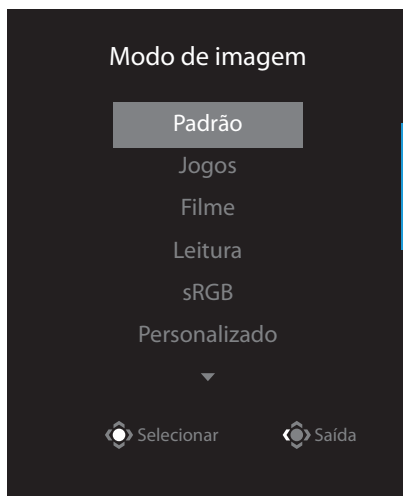 Modo de imagem
Padrão
Jogos
Filme
Leitura
sRGB
Personalizado
Selecionar Saída